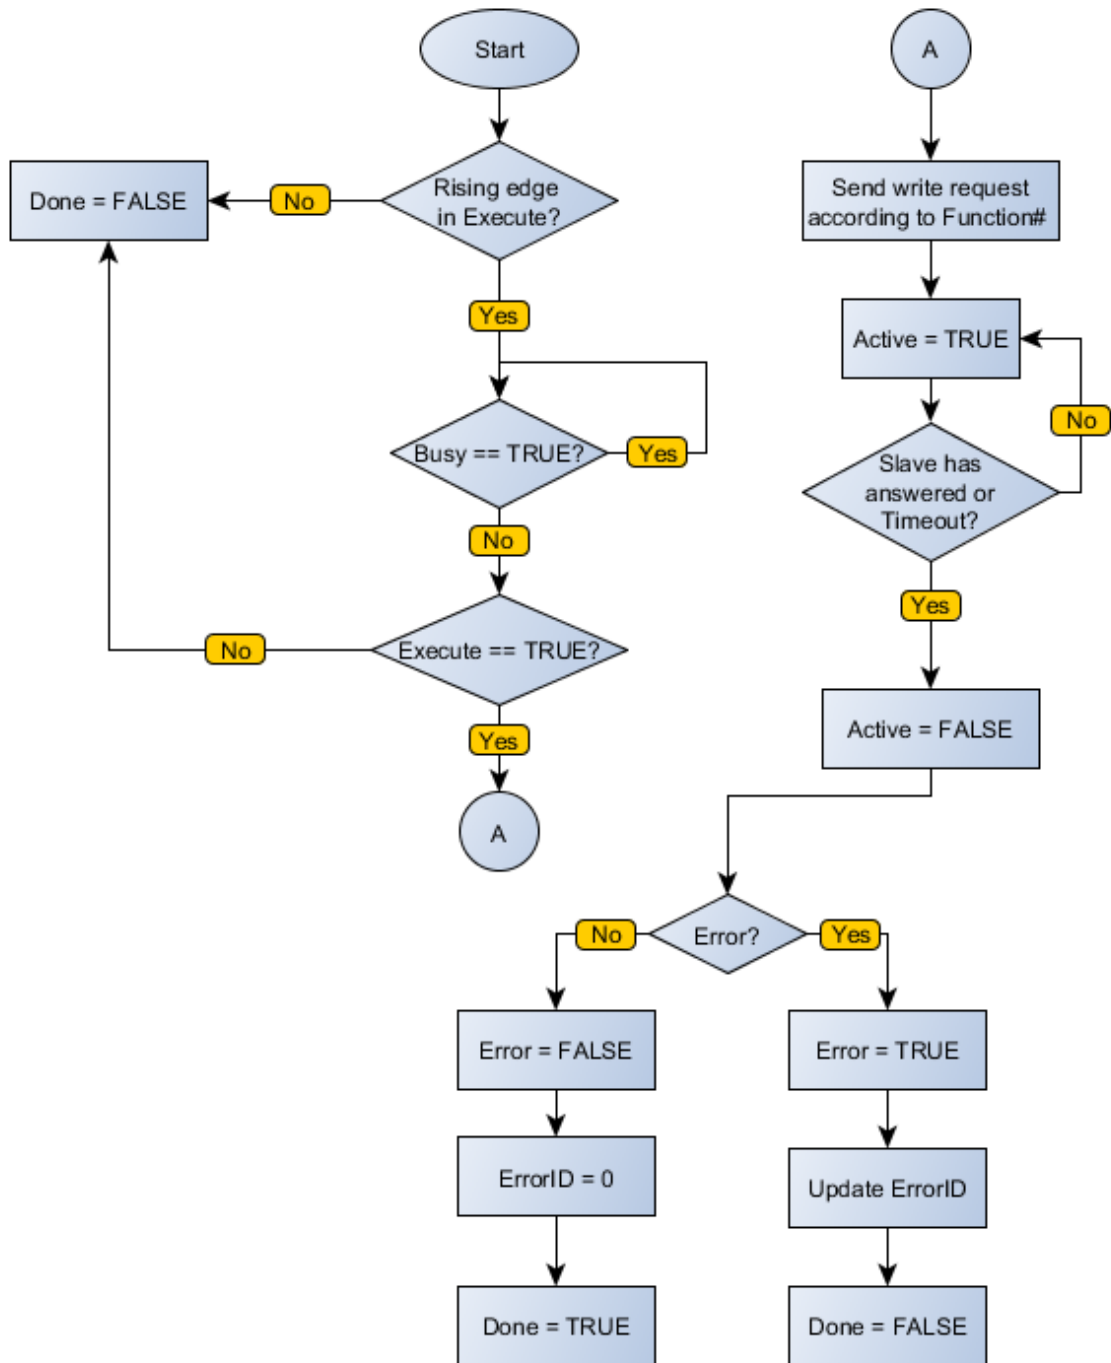 Start
Rising edge
in Execute?
No
Done = FALSE
Yes
Busy == TRUE?
Yes
No
Execute == TRUE?
No
Yes
A
A
Send write request
according to Function#
Active = TRUE
No
Slave has
answered or
Timeout?
Yes
Active = FALSE
Error?
No
Yes
Error = FALSE
ErrorID = 0
Done = TRUE
Error = TRUE
Update ErrorID
Done = FALSE